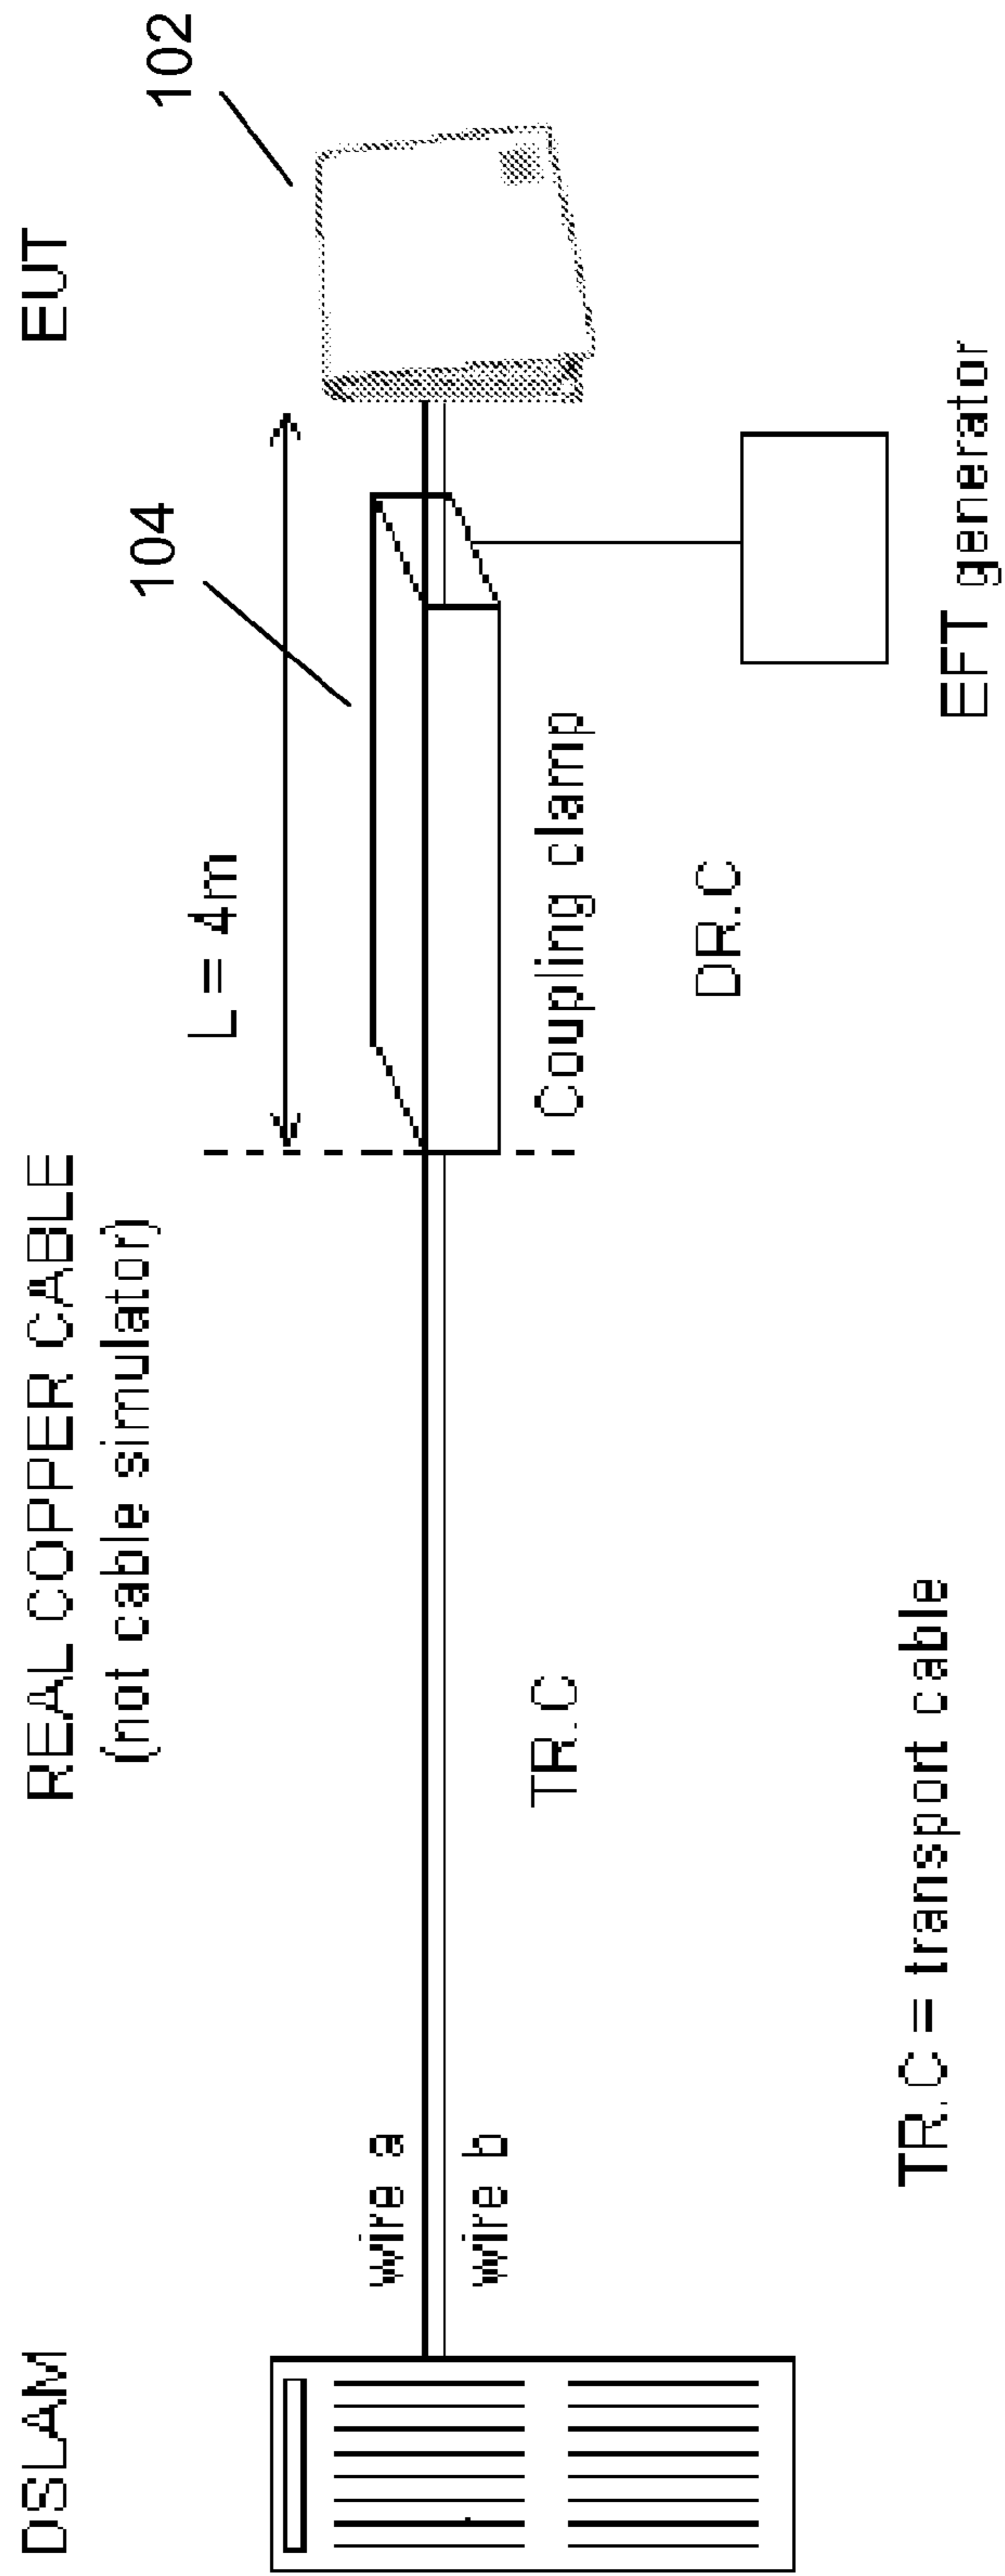 DSLAM
REAL COPPER CABLE
(not cable simulator)
EUT
102
L = 4m
104
wire a
wire b
TR.C
Coupling clamp
DR.C
TR.C = transport cable
EFT generator